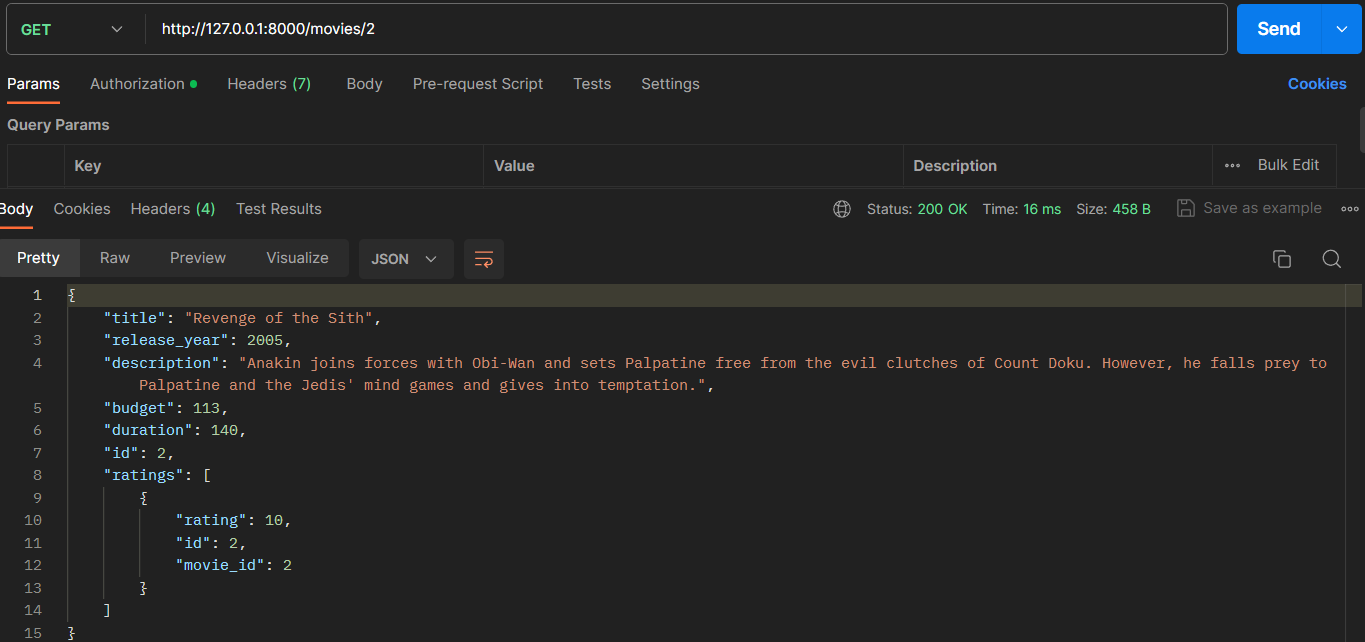 GET http://127.0.0.1:8000/movies/2 Send
Params Authorization Headers (7) Body Pre-request Script Tests Settings Cookies
Query Params
Key Value Description Bulk Edit
Body Cookies Headers (4) Test Results Status: 200 OK Time: 16 ms Size: 458 B Save as example
Pretty Raw Preview Visualize JSON
1 {
2 "title": "Revenge of the Sith",
3 "release_year": 2005,
4 "description": "Anakin joins forces with Obi-Wan and sets Palpatine free from the evil clutches of Count Doku. However, he falls prey to
Palpatine and the Jedis' mind games and gives into temptation.",
5 "budget": 113,
6 "duration": 140,
7 "id": 2,
8 "ratings": [
9 {
10 "rating": 10,
11 "id": 2,
12 "movie_id": 2
13 }
14 ]
15 }